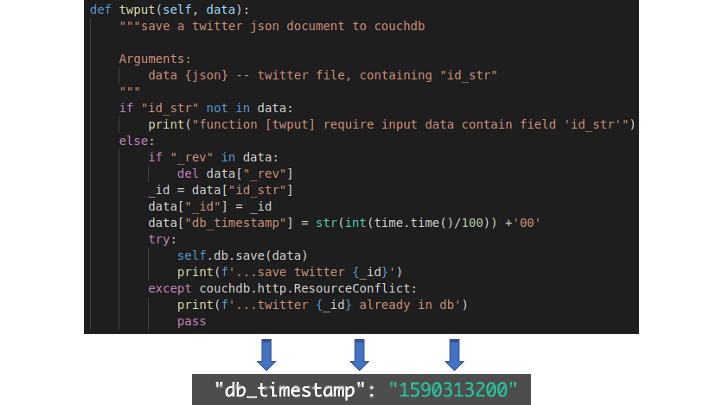 def twput(self, data):
"""save a twitter json document to couchdb
Arguments:
data {json} -- twitter file, containing "id_str"
"""
if "id_str" not in data:
print("function [twput] require input data contain field 'id_str'")
else:
if "_rev" in data:
del data["_rev"]
_id = data["id_str"]
data["_id"] = _id
data["db_timestamp"] = str(int(time.time()/100)) +'00'
try:
self.db.save(data)
print(f'...save twitter {_id}')
except couchdb.http.ResourceConflict:
print(f'...twitter {_id} already in db')
pass
"db_timestamp": "1590313200"